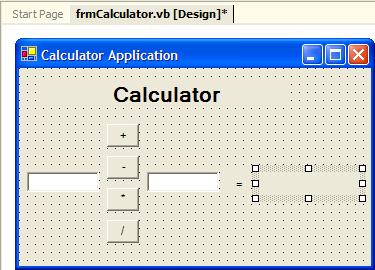 Start Page frmCalculator.vb [Design]*
Calculator Application
Calculator
+
-
*
=
/